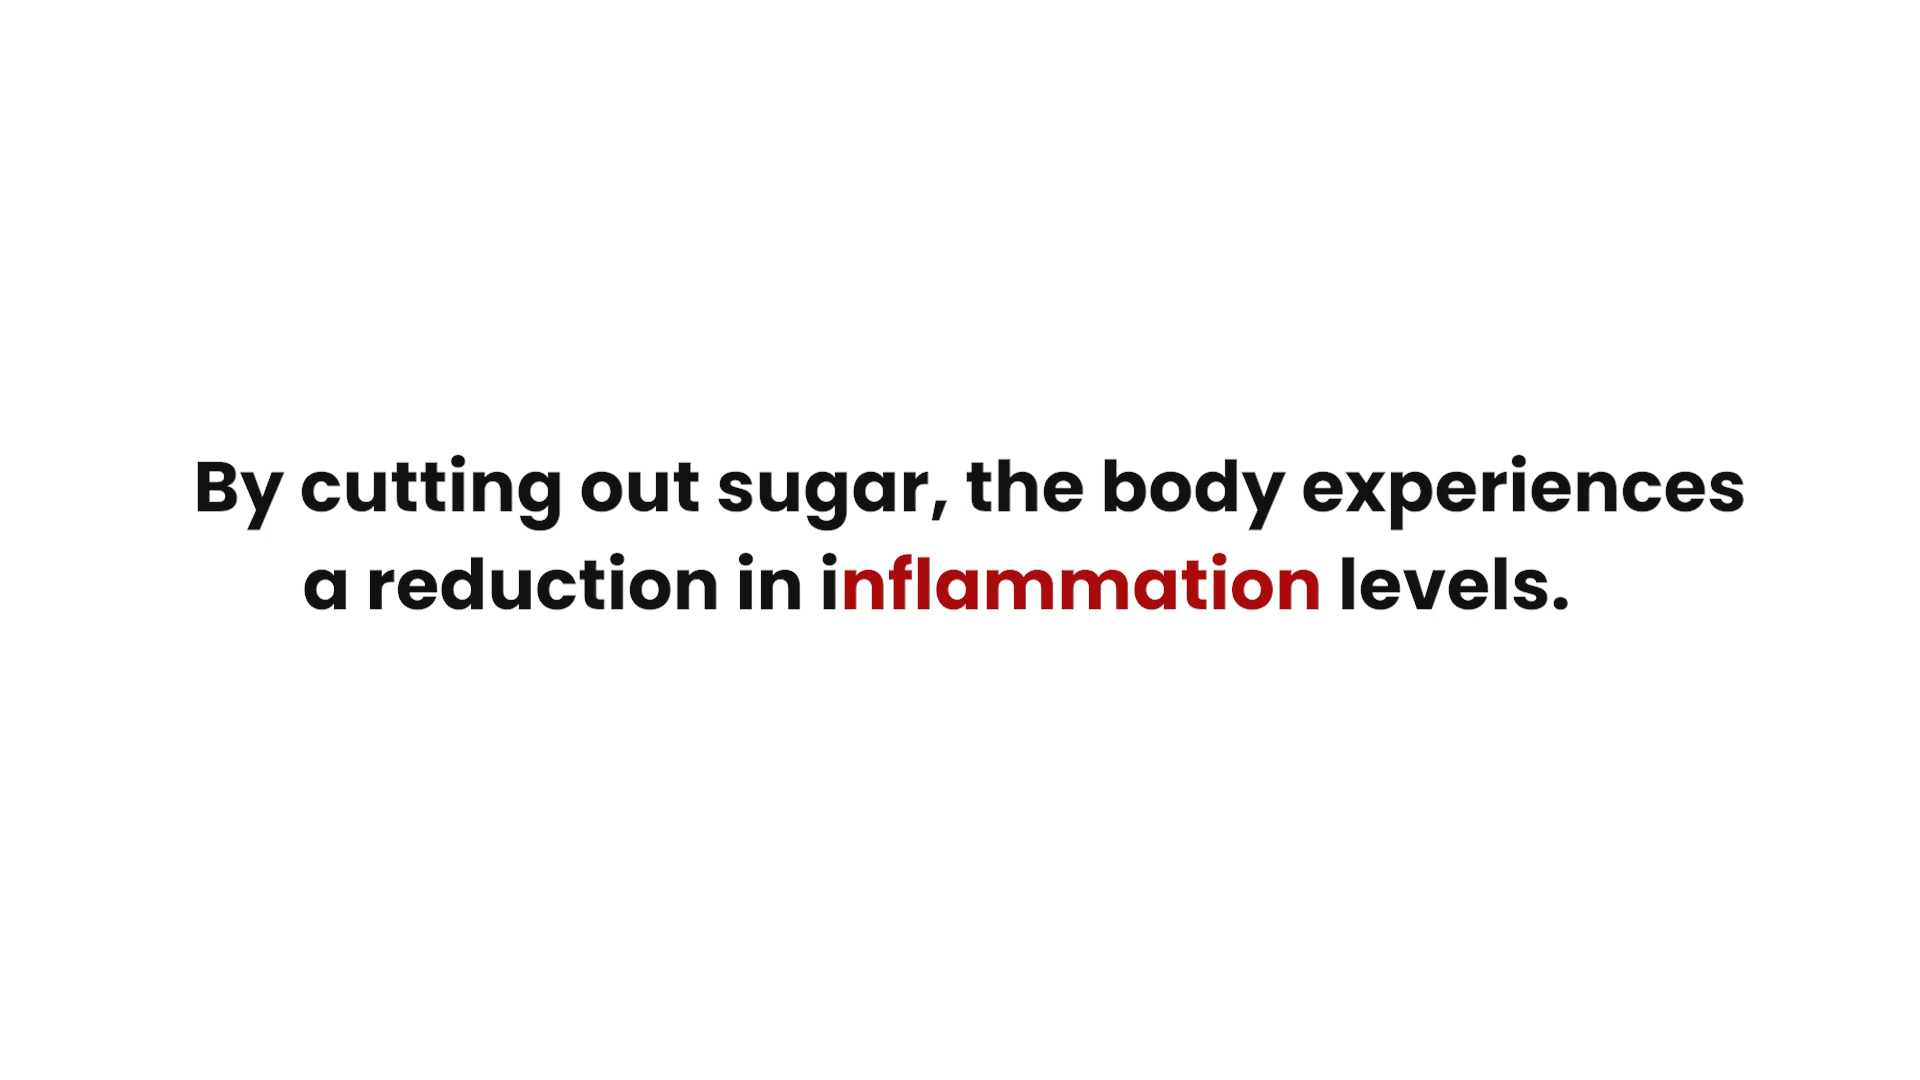 By cutting out sugar, the body experiences
a reduction in inflammation levels.